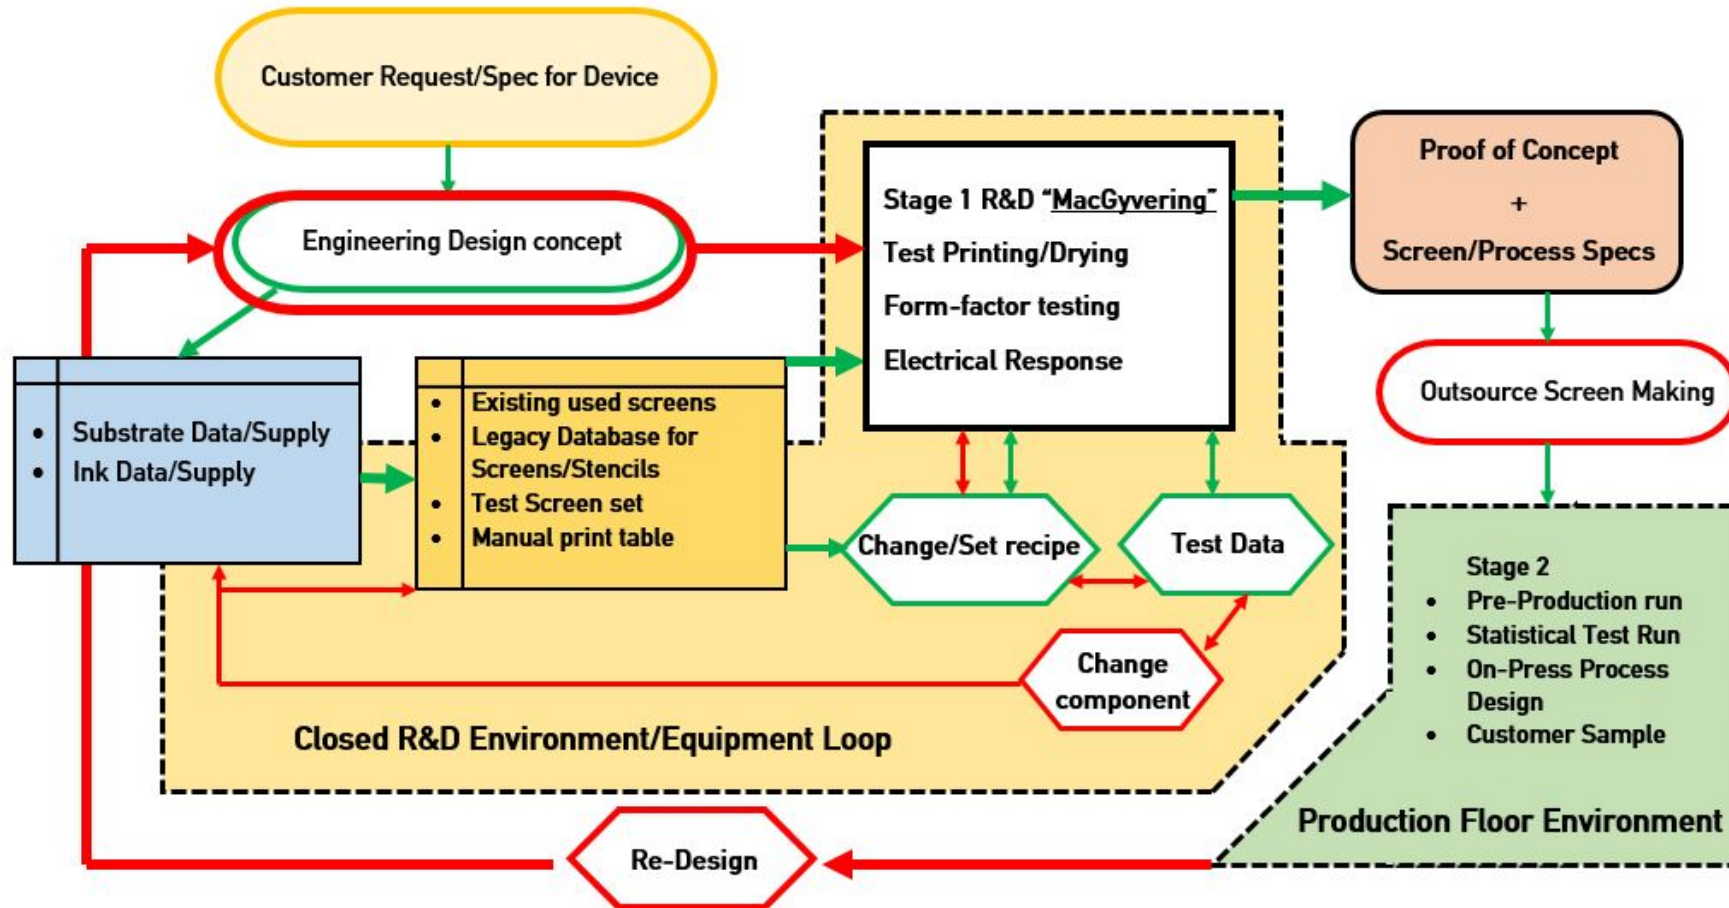 Customer Request/Spec for Device
Engineering Design concept
• Substrate Data/Supply
• Ink Data/Supply
• Existing used screens
• Legacy Database for
Screens/Stencils
• Test Screen set
• Manual print table
Stage 1 R&D “MacGyvering”
Test Printing/Drying
Form-factor testing
Electrical Response
Change/Set recipe
Test Data
Change
component
Closed R&D Environment/Equipment Loop
Proof of Concept
+
Screen/Process Specs
Outsource Screen Making
Stage 2
• Pre-Production run
• Statistical Test Run
• On-Press Process
Design
• Customer Sample
Production Floor Environment
Re-Design